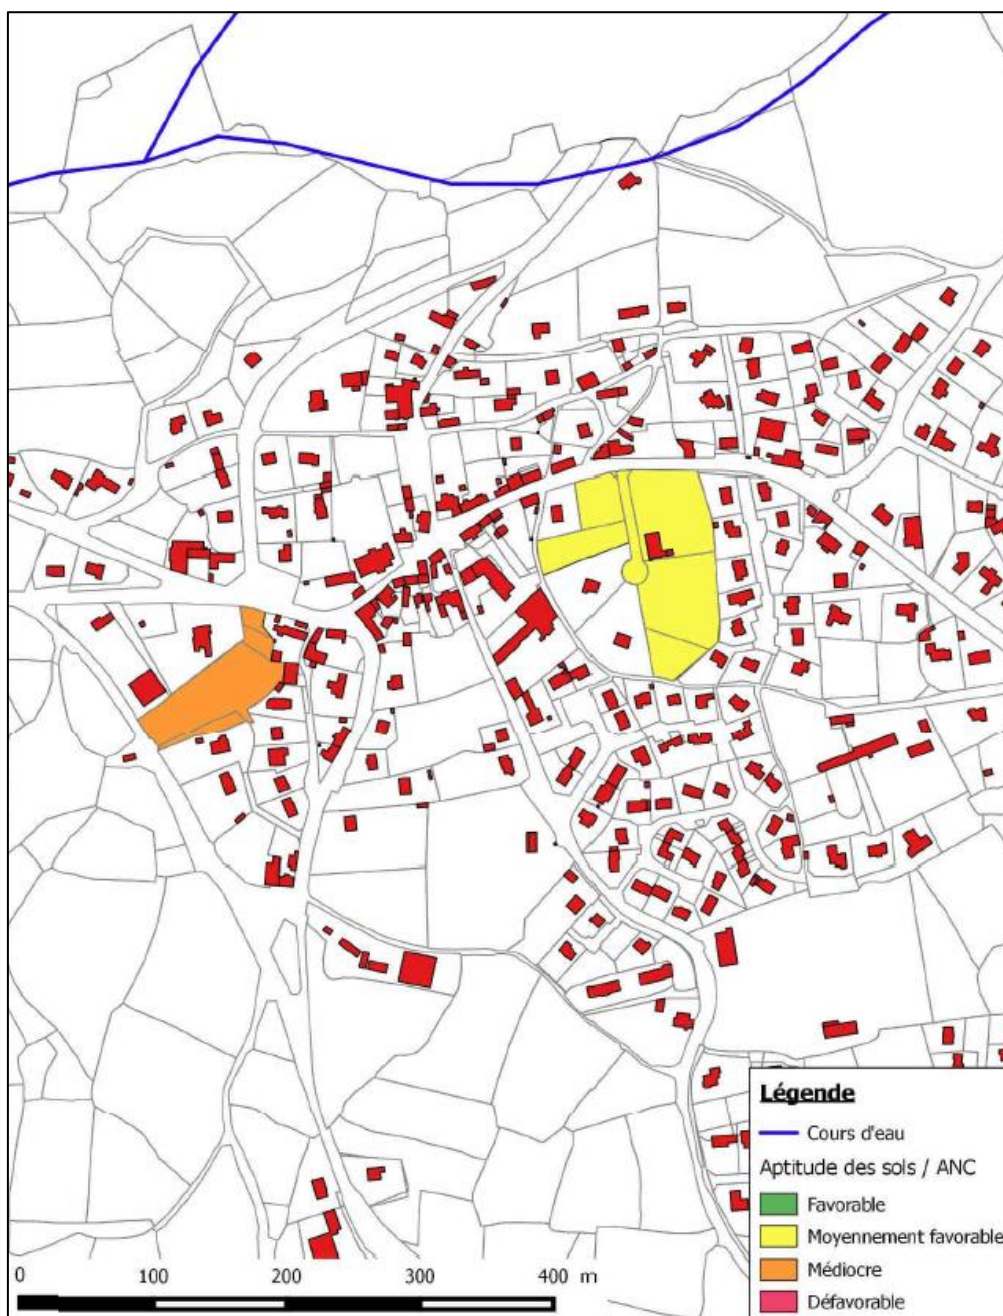 Légende
Cours d'eau
Aptitude des sols / ANC
Favorable
Moyennement favorable
Médiocre
Défavorable
0 100 200 300 400 m